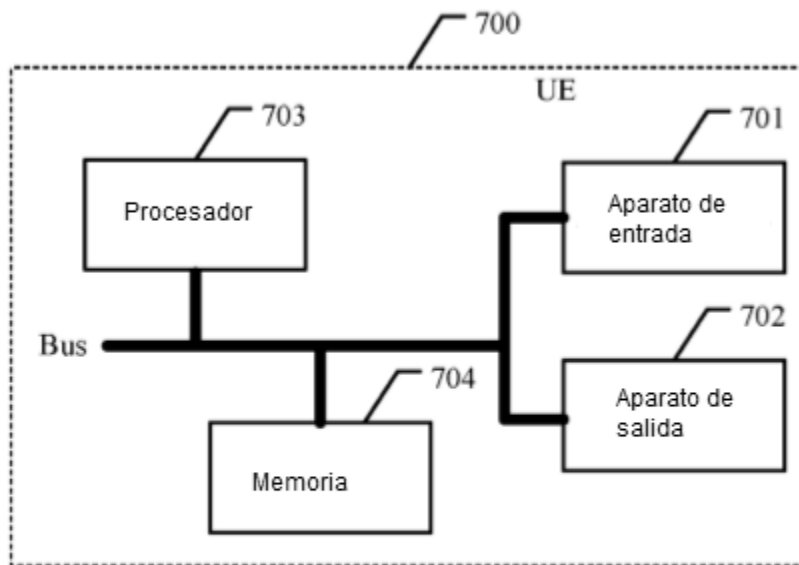 700
UE
703
701
Procesador
Aparato de
entrada
Bus
702
704
Aparato de
salida
Memoria